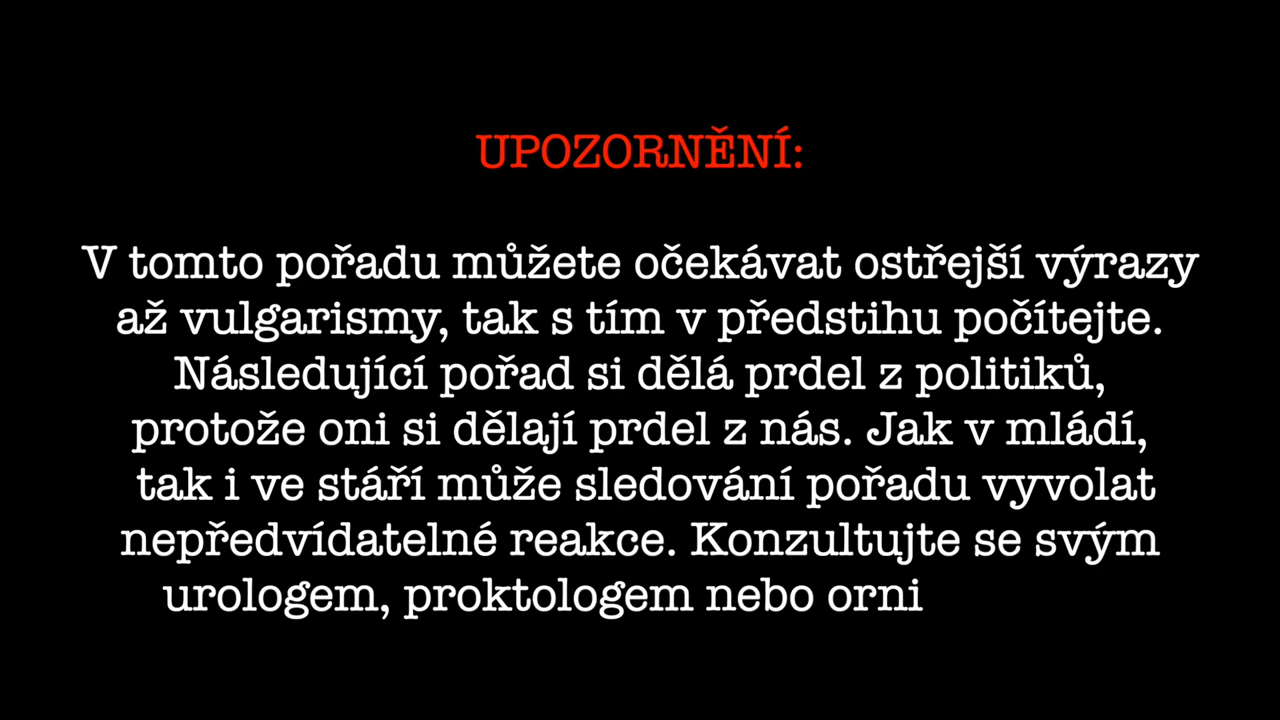 UPOZORNĚNÍ:
V tomto pořadu můžete očekávat ostřejší výrazy
až vulgarismy, tak s tím v předstihu počítejte.
Následující pořad si dělá prdel z politiků,
protože oni si dělají prdel z nás. Jak v mládí,
tak i ve stáří může sledování pořadu vyvolat
nepředvídatelné reakce. Konzultujte se svým
urologem, proktologem nebo orni